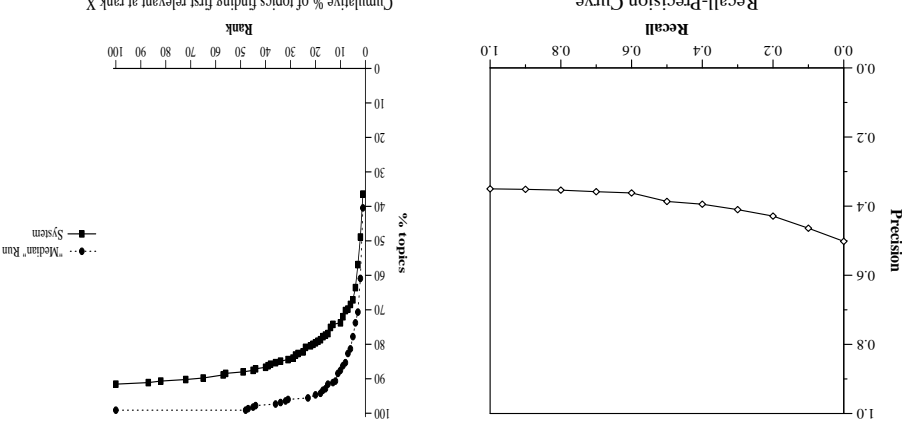 Precision
1.0
0.8
0.6
0.4
0.2
0.0
0.0 0.2 0.4 0.6 0.8 1.0
Recall
Recall-Precision Curve
% topics
100
90
80
70
60
50
40
30
20
10
0
0 10 20 30 40 50 60 70 80 90 100
Rank
"Median" Run
System
Cumulative % of topics finding first relevant at rank X